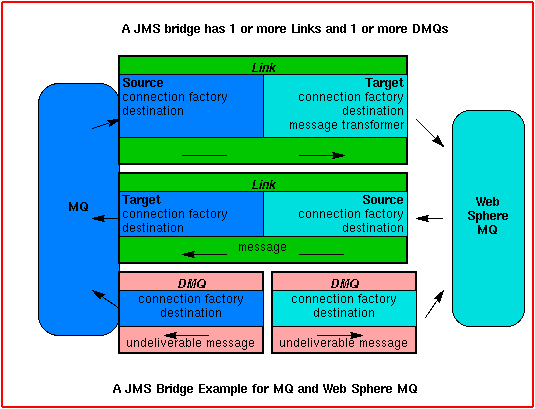 A JMS bridge has 1 or more Links and 1 or more DMQs
Link
Source
connection factory
destination
Target
connection factory
destination
message transformer
MQ
Link
Target
connection factory
destination
Source
connection factory
destination
message
Web
Sphere
MQ
DMQ
connection factory
destination
undeliverable message
DMQ
connection factory
destination
undeliverable message
A JMS Bridge Example for MQ and Web Sphere MQ